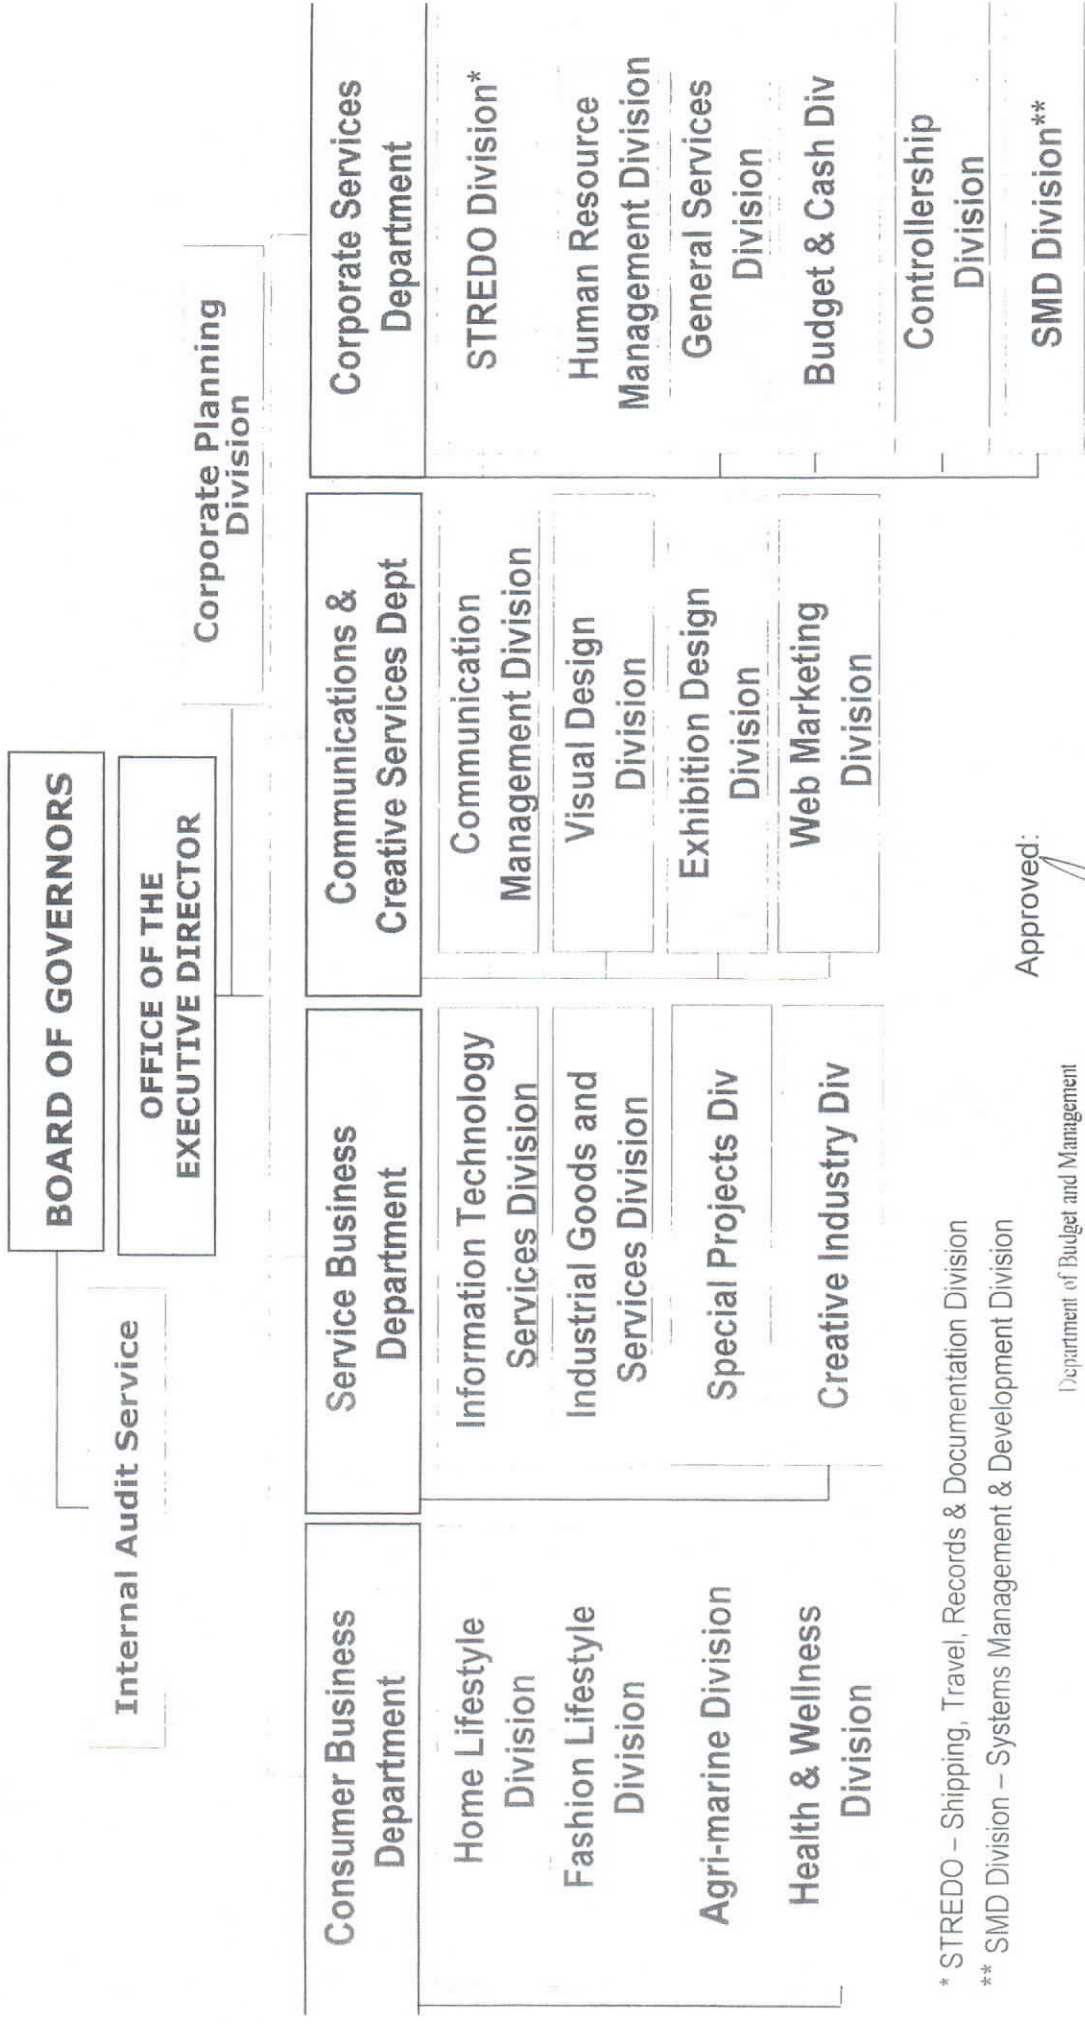 BOARD OF GOVERNORS
Internal Audit Service
OFFICE OF THE
EXECUTIVE DIRECTOR
Corporate Planning
Division
Consumer Business
Department
Home Lifestyle
Division
Fashion Lifestyle
Division
Agri-marine Division
Health & Wellness
Division
Service Business
Department
Information Technology
Services Division
Industrial Goods and
Services Division
Special Projects Div
Creative Industry Div
Communications &
Creative Services Dept
Communication
Management Division
Visual Design
Division
Exhibition Design
Division
Web Marketing
Division
Corporate Services
Department
STREDO Division*
Human Resource
Management Division
General Services
Division
Budget & Cash Div
Controllership
Division
SMD Division**
* STREDO – Shipping, Travel, Records & Documentation Division
** SMD Division – Systems Management & Development Division
Approved:
Department of Budget and Management